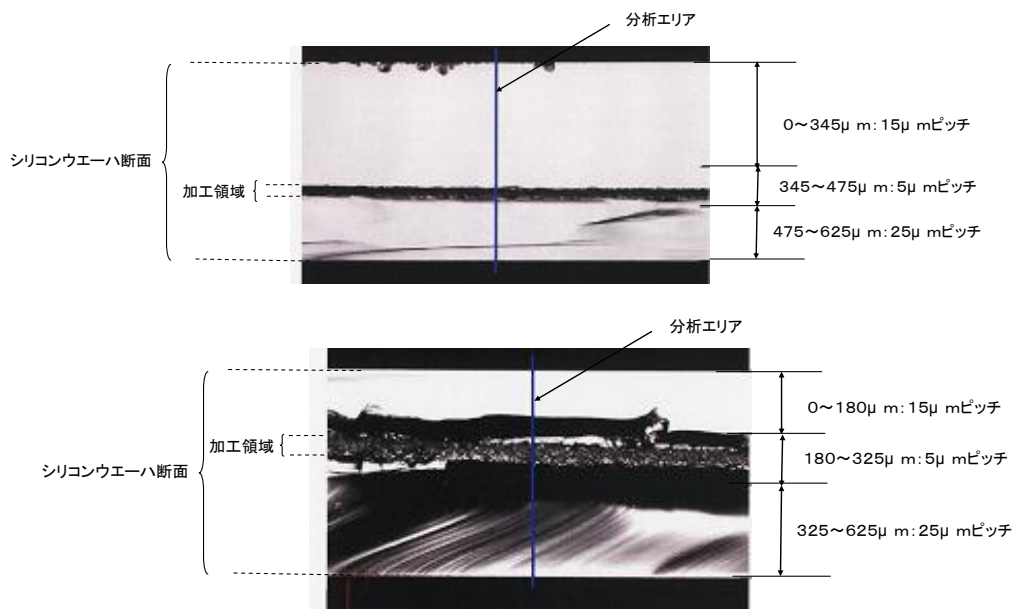 分析エリア
シリコンウエーハ断面
加工領域
0～345μ m：15μ mピッチ
345～475μ m：5μ mピッチ
475～625μ m：25μ mピッチ
分析エリア
シリコンウエーハ断面
加工領域
0～180μ m：15μ mピッチ
180～325μ m：5μ mピッチ
325～625μ m：25μ mピッチ